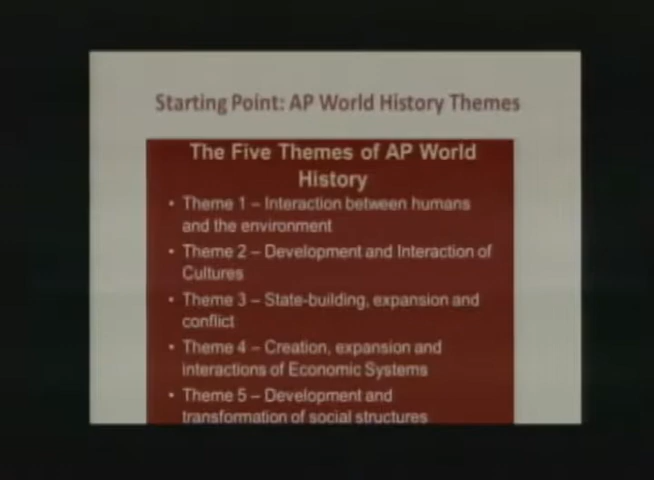 Starting Point: AP World History Themes
The Five Themes of AP World
History
• Theme 1 – Interaction between humans
and the environment
• Theme 2 – Development and Interaction of
Cultures
• Theme 3 – State-building, expansion and
conflict
• Theme 4 – Creation, expansion and
interactions of Economic Systems
• Theme 5 – Development and
transformation of social structures